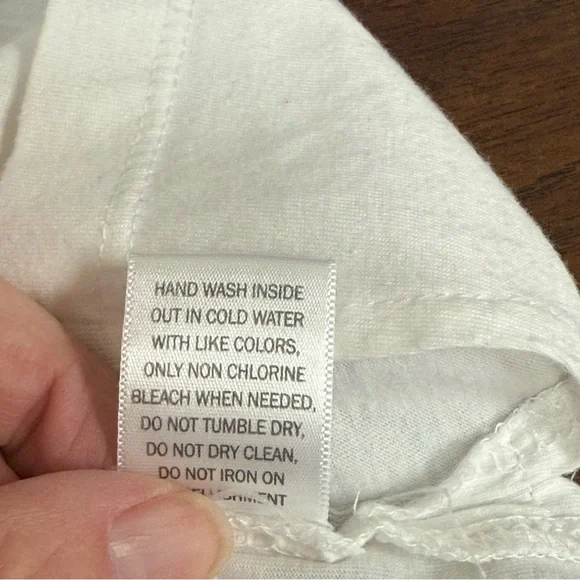 HAND WASH INSIDE
OUT IN COLD WATER
WITH LIKE COLORS,
ONLY NON CHLORINE
BLEACH WHEN NEEDED,
DO NOT TUMBLE DRY,
DO NOT DRY CLEAN,
DO NOT IRON ON